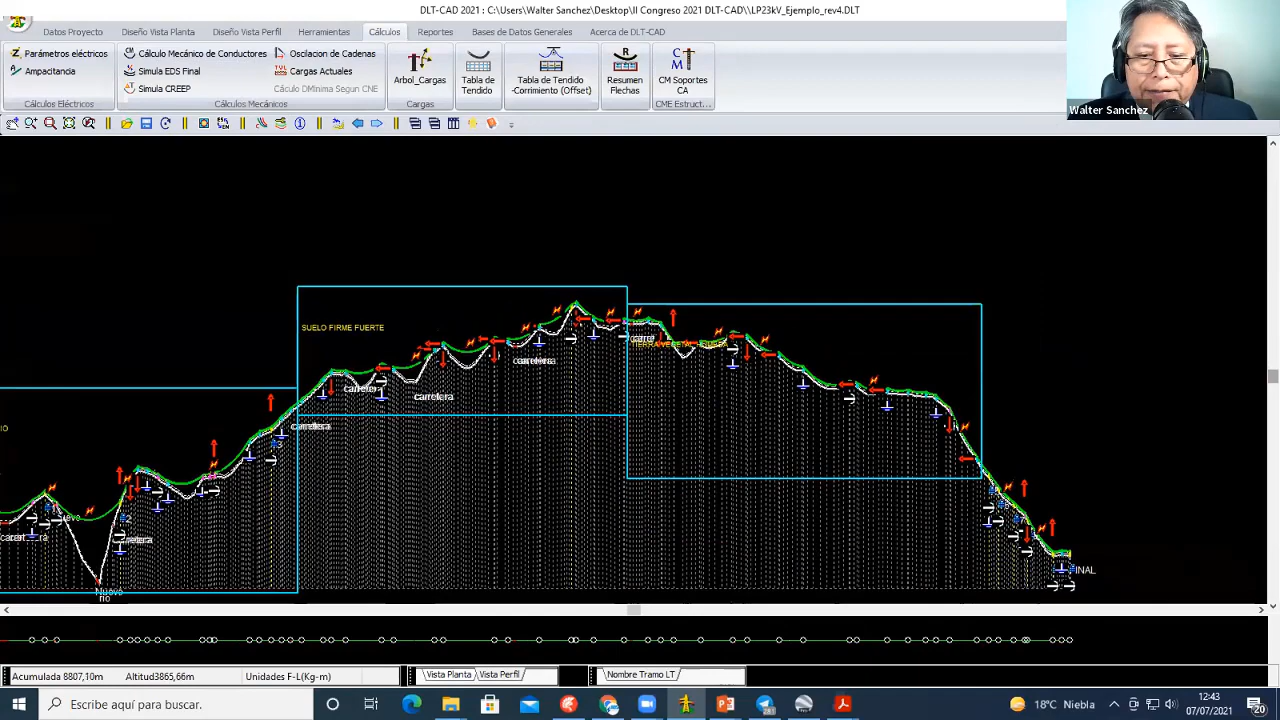 DLT-CAD 2021 : C:\Users\Walter Sanchez\Desktop\II Congreso 2021 DLT-CAD\\LP23kV_Ejemplo_rev4.DLT
Datos Proyecto Diseño Vista Planta Diseño Vista Perfil Herramientas Cálculos Reportes Bases de Datos Generales Acerca de DLT-CAD
Parámetros eléctricos
Ampacitancia
Cálculos Eléctricos
Cálculo Mecánico de Conductores
Simula EDS Final
Simula CREEP
Oscilacion de Cadenas
Cargas Actuales
Cálculo DMinima Segun CNE
Cálculos Mecánicos
Arbol_Cargas
Cargas
Tabla de
Tendido
Tabla de Tendido
-Corrimiento (Offset)
Resumen
Flechas
CM Soportes
CA
CME Estruct...
Walter Sanchez
SUELO FIRME FUERTE
carretera
carretera
carretera
rio
INAL
Acumulada 8807,10m Altitud3865,66m Unidades F-L(Kg-m) Vista Planta Vista Perfil Nombre Tramo LT
Escribe aquí para buscar.
18°C Niebla
12:43
07/07/2021
20